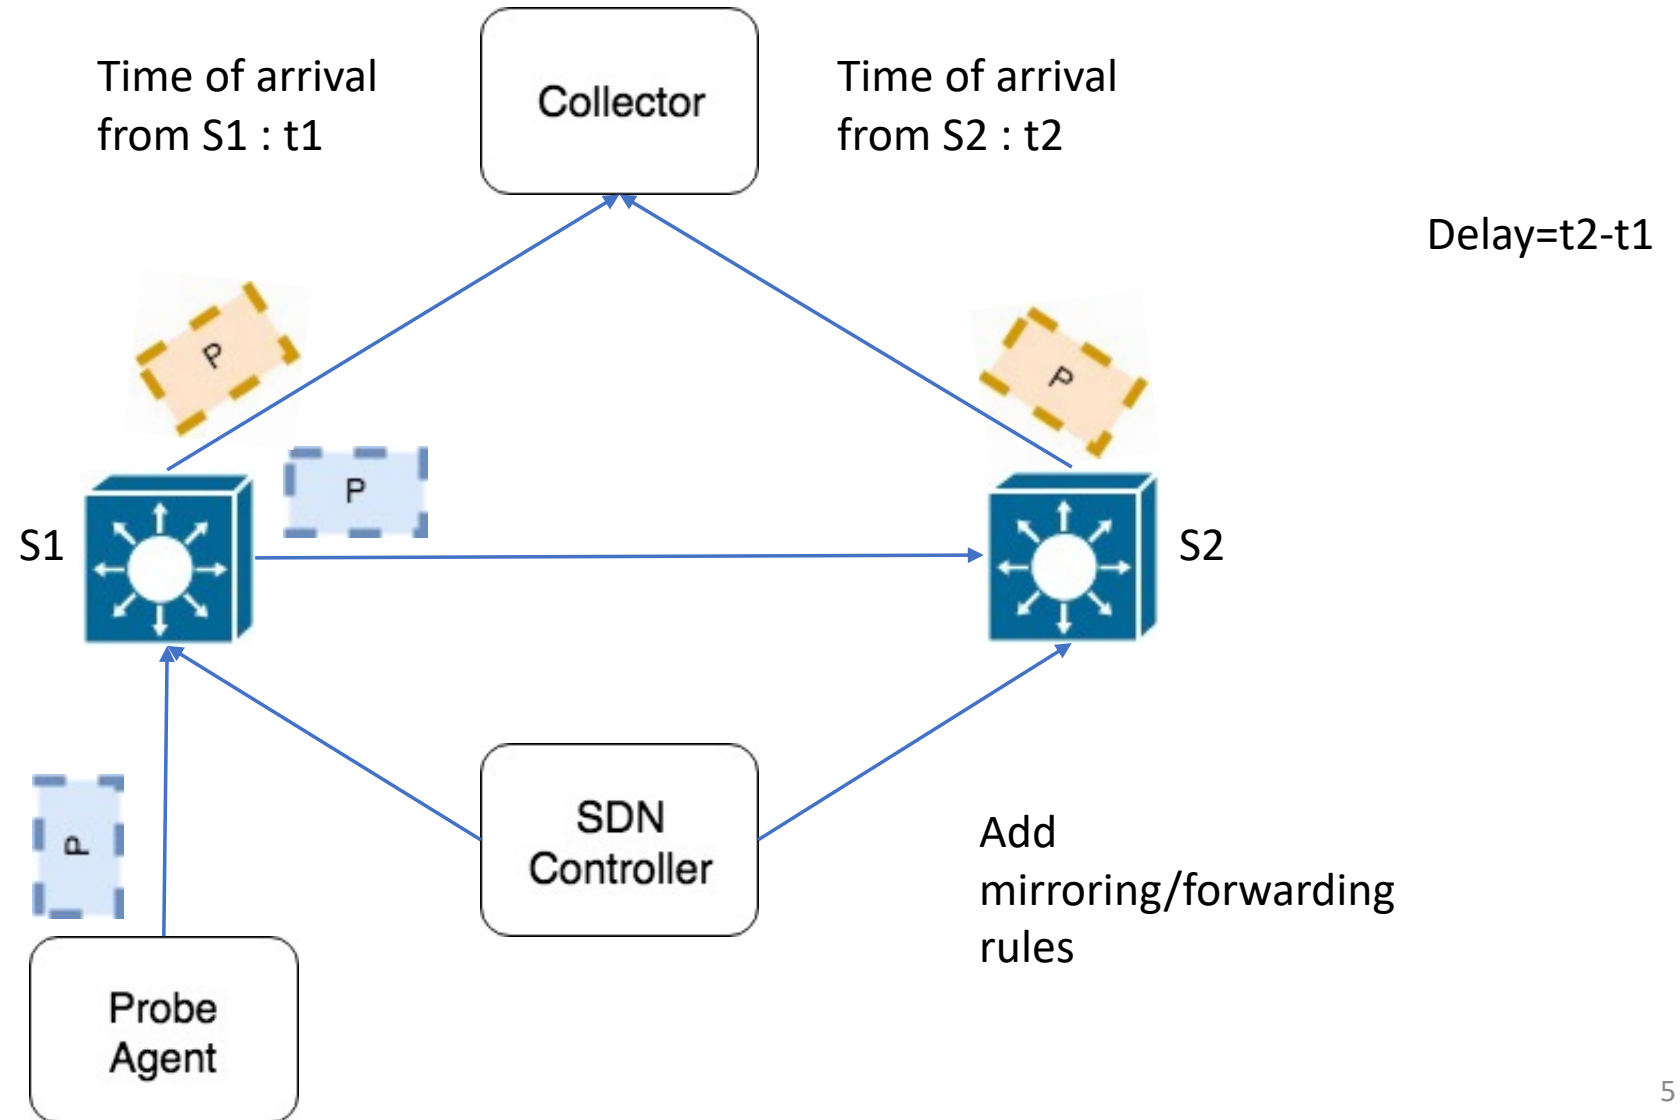 Time of arrival
from S1 : t1
Collector
Time of arrival
from S2 : t2
Delay=t2-t1
P
P
P
S1
S2
P
SDN
Controller
Add
mirroring/forwarding
rules
Probe
Agent
5